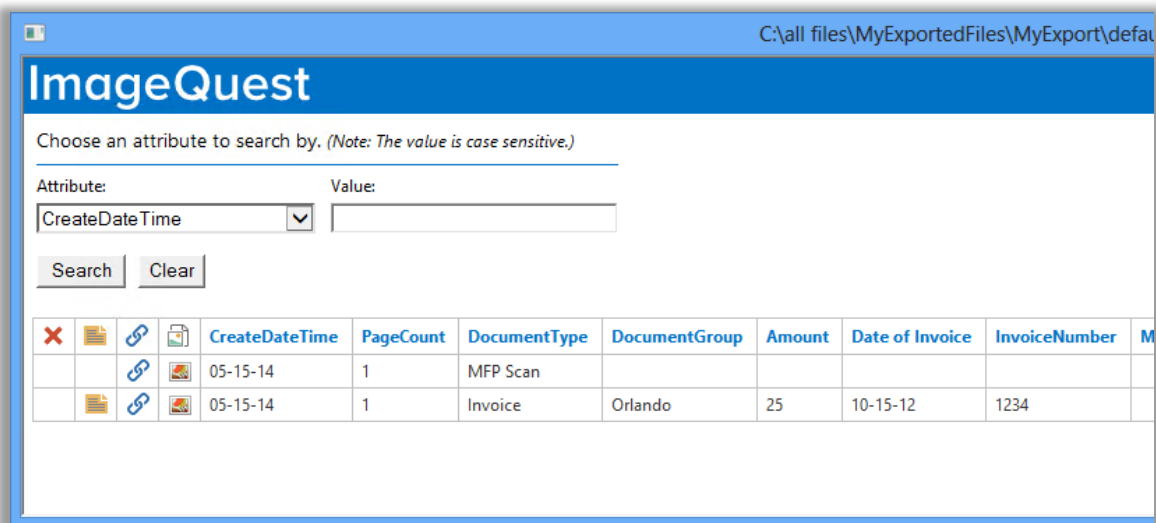 C:\all files\MyExportedFiles\MyExport\defau
ImageQuest
Choose an attribute to search by. (Note: The value is case sensitive.)
Attribute: Value:
CreateDateTime
Search Clear
CreateDateTime PageCount DocumentType DocumentGroup Amount Date of Invoice InvoiceNumber M
05-15-14 1 MFP Scan
05-15-14 1 Invoice Orlando 25 10-15-12 1234